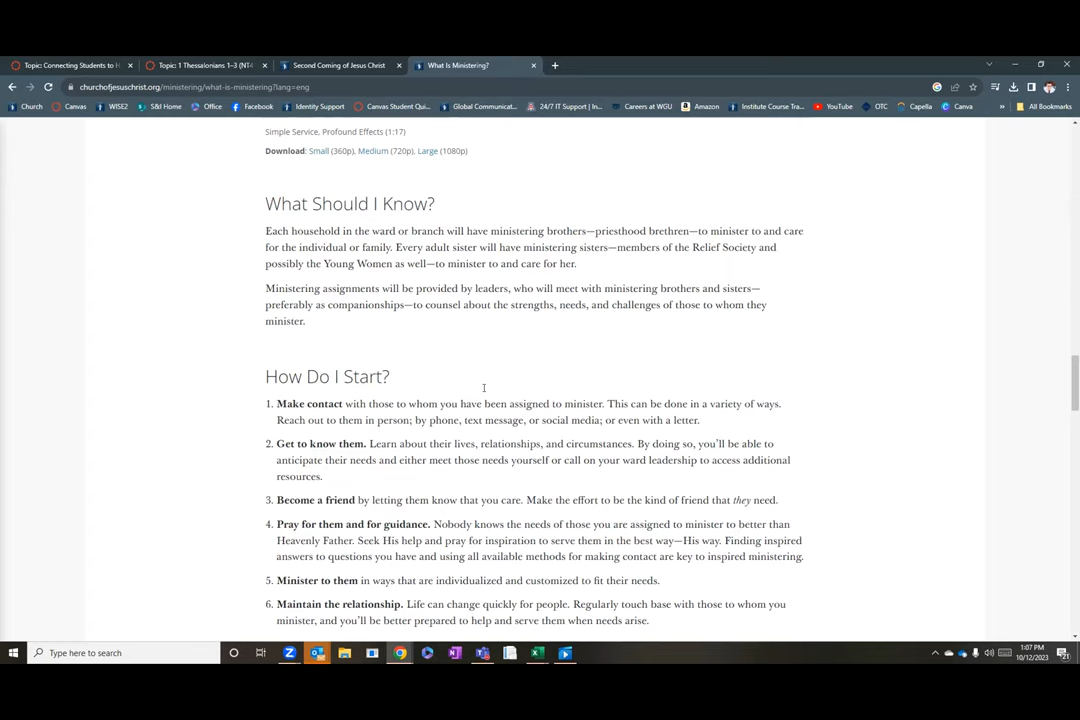 Topic: Connecting Students to H
Topic: 1 Thessalonians 1–3 (NT-
Second Coming of Jesus Christ
What Is Ministering?
churchofjesuschrist.org/ministering/what-is-ministering?lang=eng
Church Canvas WISE2 S&I Home Office Facebook Identity Support Canvas Student Qui... Global Communicat... 24/7 IT Support | In... Careers at WGU Amazon Institute Course Tra... YouTube OTC Capella Canva » All Bookmarks
Simple Service, Profound Effects (1:17)
Download: Small (360p), Medium (720p), Large (1080p)
What Should I Know?
Each household in the ward or branch will have ministering brothers—priesthood brethren—to minister to and care
for the individual or family. Every adult sister will have ministering sisters—members of the Relief Society and
possibly the Young Women as well—to minister to and care for her.
Ministering assignments will be provided by leaders, who will meet with ministering brothers and sisters—
preferably as companionships—to counsel about the strengths, needs, and challenges of those to whom they
minister.
How Do I Start?
1. Make contact with those to whom you have been assigned to minister. This can be done in a variety of ways.
Reach out to them in person; by phone, text message, or social media; or even with a letter.
2. Get to know them. Learn about their lives, relationships, and circumstances. By doing so, you'll be able to
anticipate their needs and either meet those needs yourself or call on your ward leadership to access additional
resources.
3. Become a friend by letting them know that you care. Make the effort to be the kind of friend that they need.
4. Pray for them and for guidance. Nobody knows the needs of those you are assigned to minister to better than
Heavenly Father. Seek His help and pray for inspiration to serve them in the best way—His way. Finding inspired
answers to questions you have and using all available methods for making contact are key to inspired ministering.
5. Minister to them in ways that are individualized and customized to fit their needs.
6. Maintain the relationship. Life can change quickly for people. Regularly touch base with those to whom you
minister, and you'll be better prepared to help and serve them when needs arise.
Type here to search
1:07 PM
10/12/2023